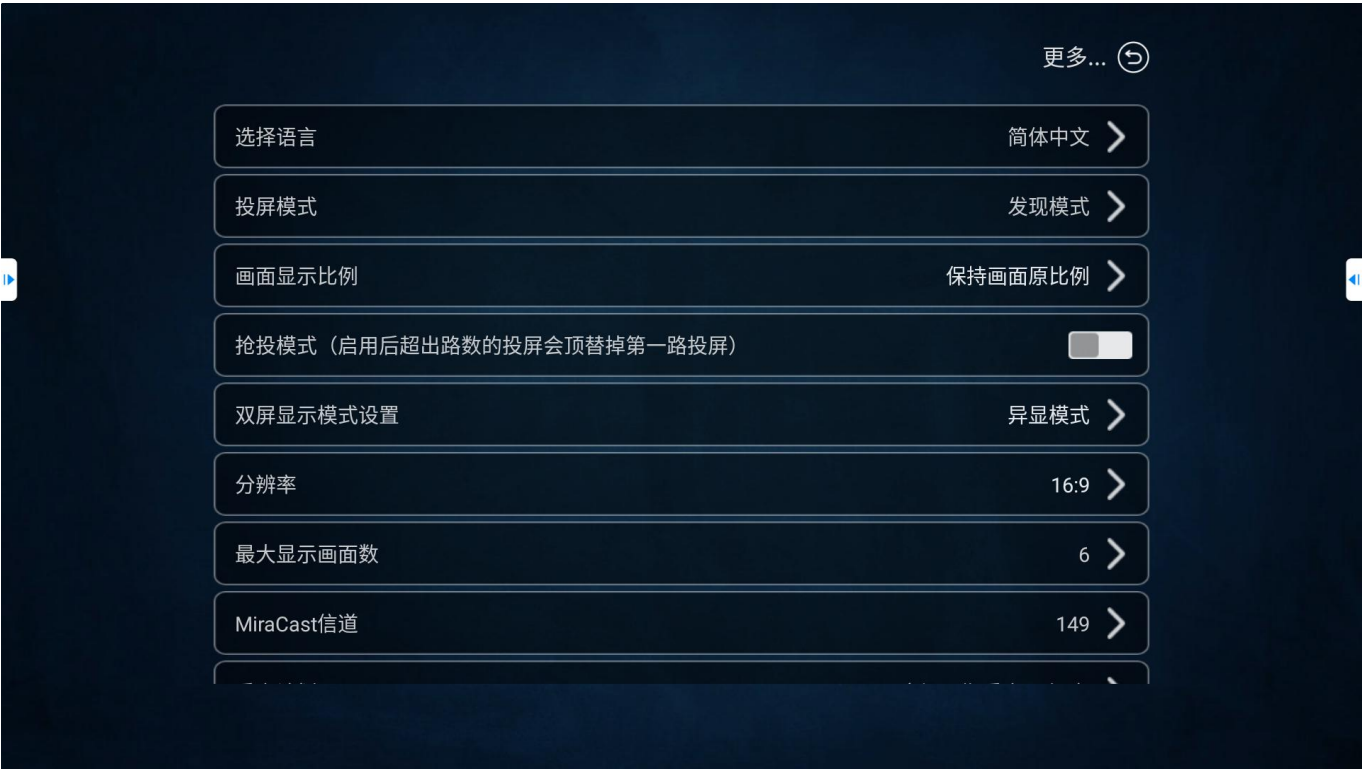 更多...
选择语言 简体中文
投屏模式 发现模式
画面显示比例 保持画面原比例
抢投模式（启用后超出路数的投屏会顶替掉第一路投屏）
双屏显示模式设置 异显模式
分辨率 16:9
最大显示画面数 6
MiraCast信道 149